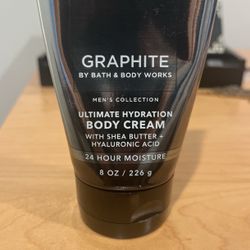 GRAPHITE
BY BATH & BODY WORKS
MEN'S COLLECTION
ULTIMATE HYDRATION
BODY CREAM
WITH SHEA BUTTER +
HYALURONIC ACID
24 HOUR MOISTURE
8 OZ / 226 g